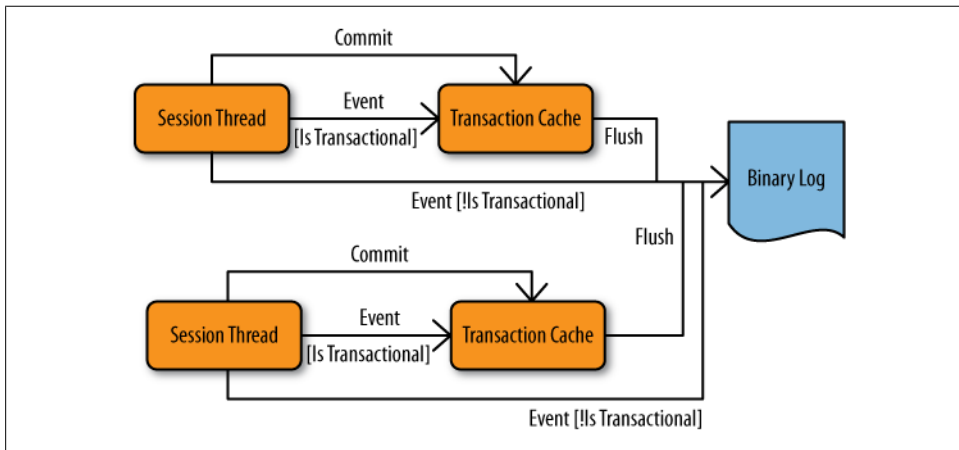 Commit
Session Thread
Event
[Is Transactional]
Transaction Cache
Flush
Event [!Is Transactional]
Binary Log
Flush
Commit
Session Thread
Event
[Is Transactional]
Transaction Cache
Event [!Is Transactional]